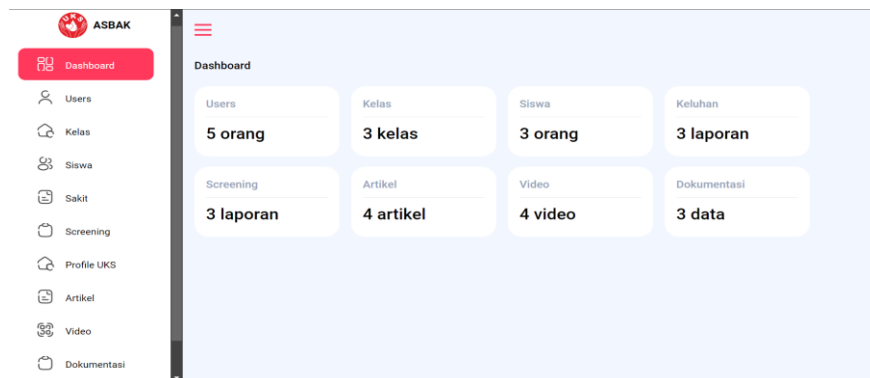 UKS
ASBAK
Dashboard
Users
Kelas
Siswa
Sakit
Screening
Profile UKS
Artikel
Video
Dokumentasi
Dashboard
Users
5 orang
Kelas
3 kelas
Siswa
3 orang
Keluhan
3 laporan
Screening
3 laporan
Artikel
4 artikel
Video
4 video
Dokumentasi
3 data